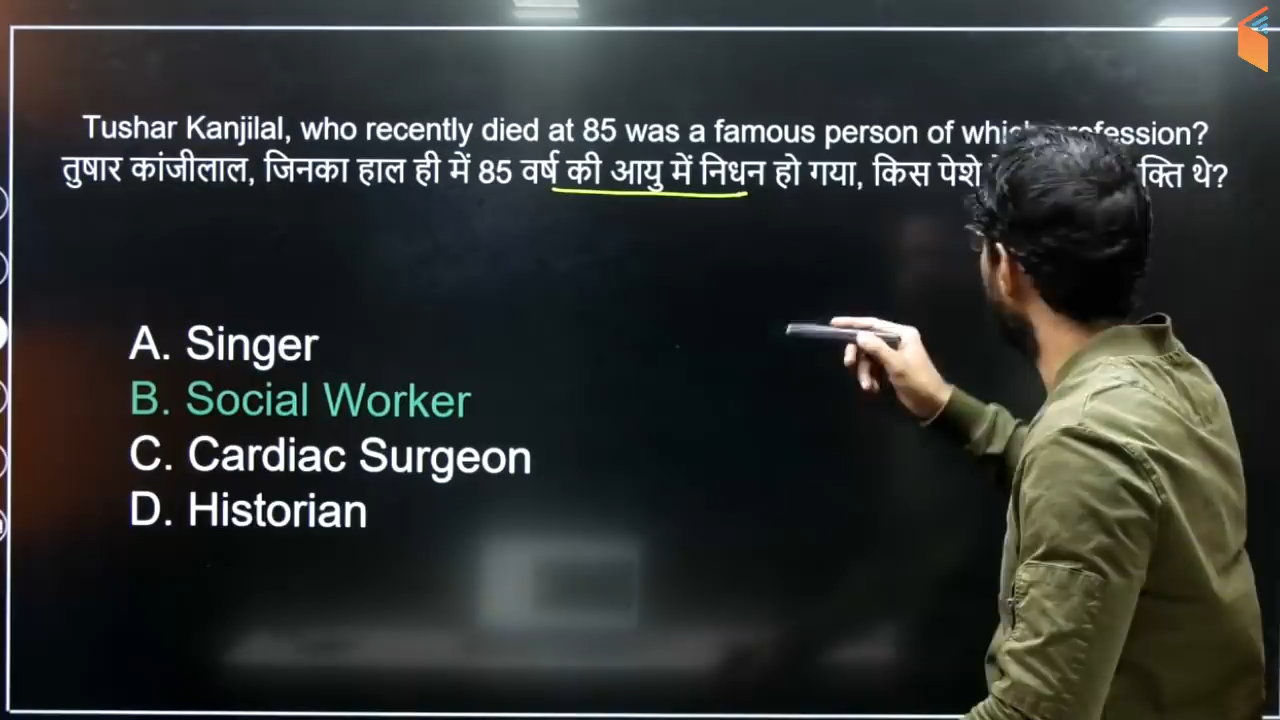 Tushar Kanjilal, who recently died at 85 was a famous person of profession?
तुषार कांजीलाल, जिनका हाल ही में 85 वर्ष की आयु में निधन हो गया, किस पेशे थे?
A. Singer
B. Social Worker
C. Cardiac Surgeon
D. Historian